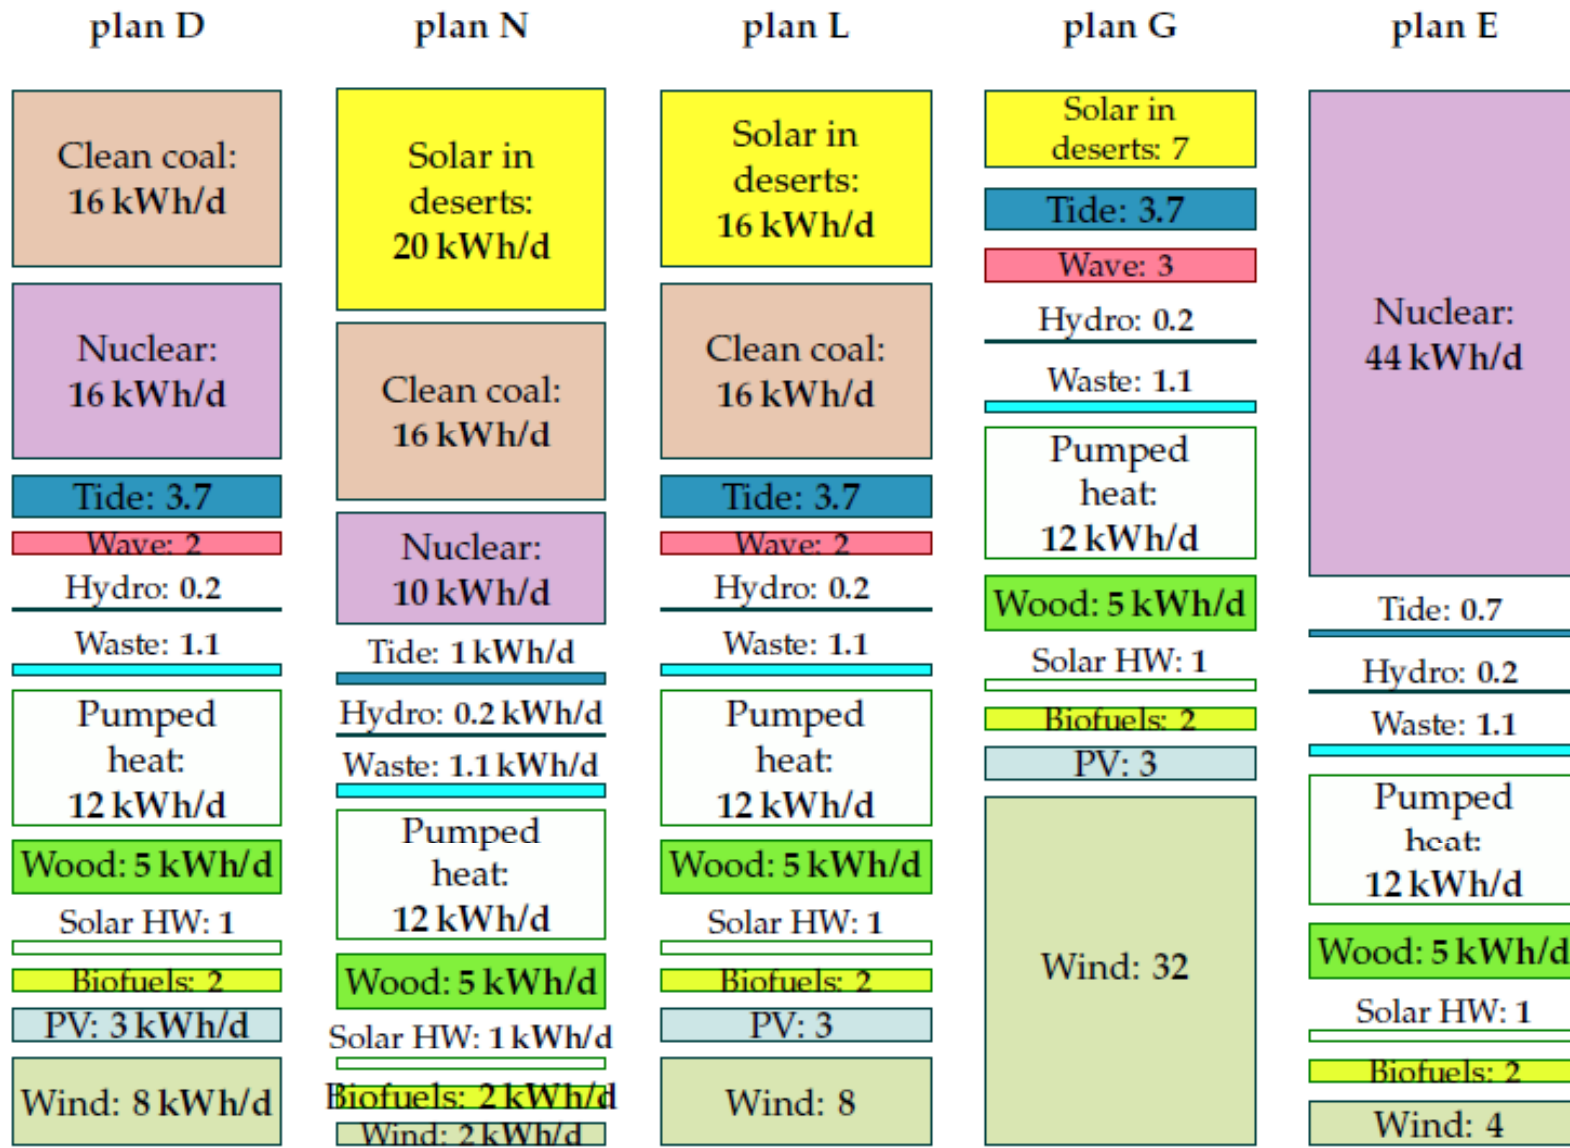 plan D
Clean coal:
16 kWh/d
Nuclear:
16 kWh/d
Tide: 3.7
Wave: 2
Hydro: 0.2
Waste: 1.1
Pumped
heat:
12 kWh/d
Wood: 5 kWh/d
Solar HW: 1
Biofuels: 2
PV: 3 kWh/d
Wind: 8 kWh/d
plan N
Solar in
deserts:
20 kWh/d
Clean coal:
16 kWh/d
Nuclear:
10 kWh/d
Tide: 1 kWh/d
Hydro: 0.2 kWh/d
Waste: 1.1 kWh/d
Pumped
heat:
12 kWh/d
Wood: 5 kWh/d
Solar HW: 1 kWh/d
Biofuels: 2 kWh/d
Wind: 2 kWh/d
plan L
Solar in
deserts:
16 kWh/d
Clean coal:
16 kWh/d
Tide: 3.7
Wave: 2
Hydro: 0.2
Waste: 1.1
Pumped
heat:
12 kWh/d
Wood: 5 kWh/d
Solar HW: 1
Biofuels: 2
PV: 3
Wind: 8
plan G
Solar in
deserts: 7
Tide: 3.7
Wave: 3
Hydro: 0.2
Waste: 1.1
Pumped
heat:
12 kWh/d
Wood: 5 kWh/d
Solar HW: 1
Biofuels: 2
PV: 3
Wind: 32
plan E
Nuclear:
44 kWh/d
Tide: 0.7
Hydro: 0.2
Waste: 1.1
Pumped
heat:
12 kWh/d
Wood: 5 kWh/d
Solar HW: 1
Biofuels: 2
Wind: 4